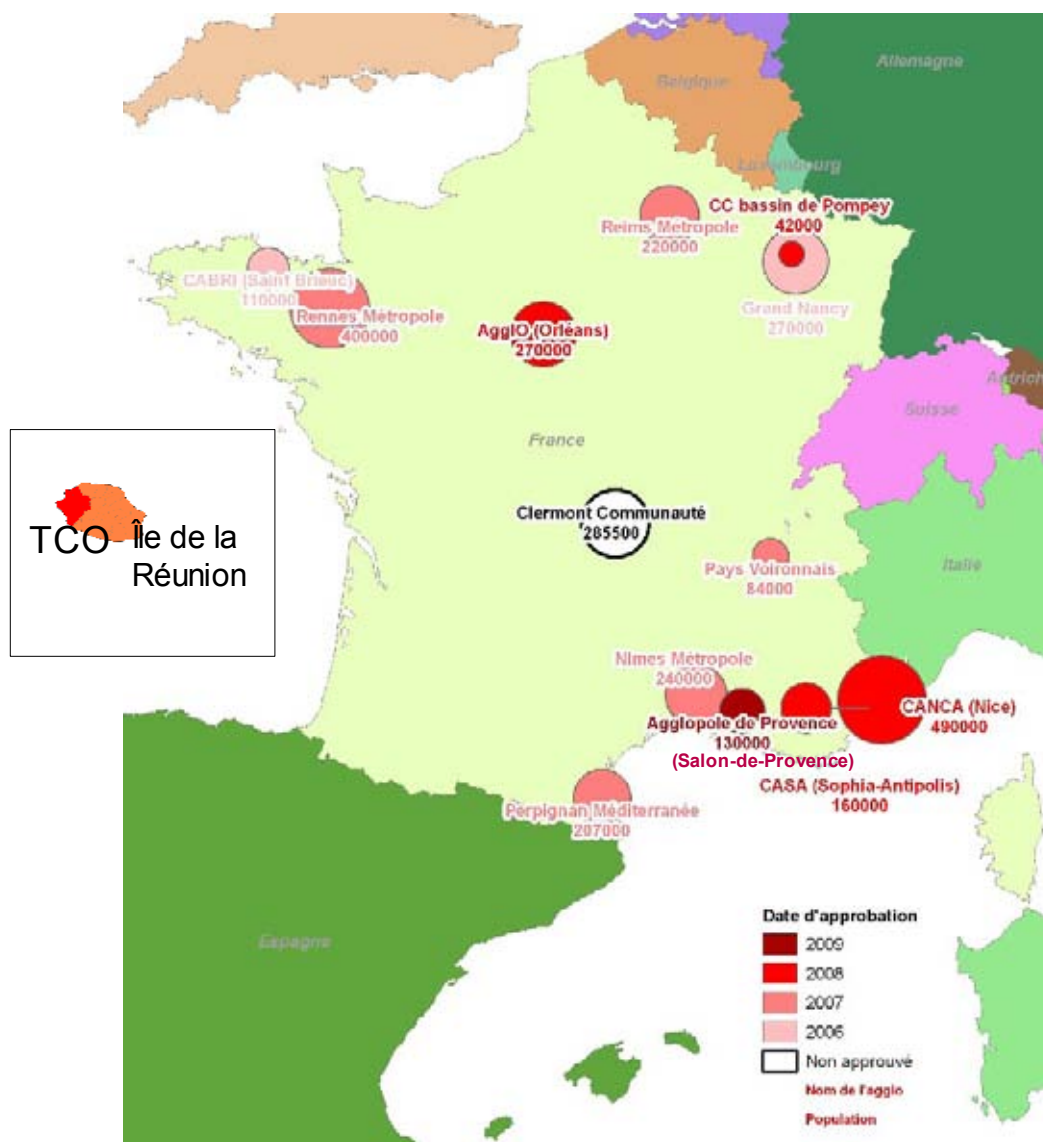 Allemagne
Belgique
Luxembourg
CC bassin de Pompey
42000
Reims Métropole
220000
CABRI (Saint Brieuc)
110000
Grand Nancy
270000
Rennes Métropole
400000
AgglO (Orléans)
270000
Autrich
Suisse
France
Clermont Communauté
285500
TCO
Île de la
Réunion
Italie
Pays Voironnais
84000
Nimes Métropole
240000
CANCA (Nice)
490000
Agglopole de Provence
130000
(Salon-de-Provence)
CASA (Sophia-Antipolis)
160000
Perpignan Méditerranée
207000
Espagne
Date d'approbation
2009
2008
2007
2006
Non approuvé
Nom de l'agglo
Population